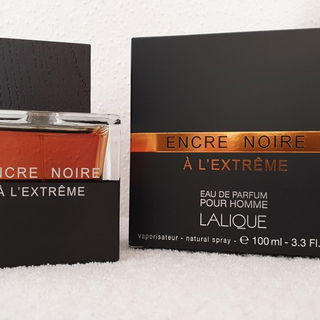 ENCRE NOIRE
À L'EXTRÊME
ENCRE NOIRE
À L'EXTRÊME
EAU DE PARFUM
POUR HOMME
LALIQUE
vaporisateur - natural spray - e 100 ml - 3.3 Fl.